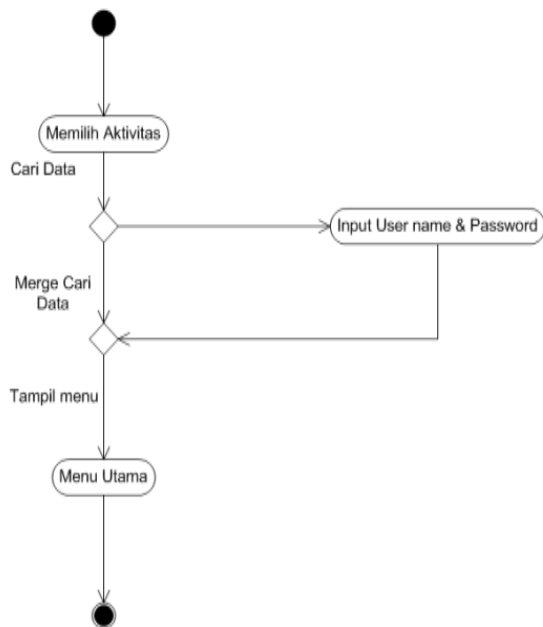 Memilih Aktivitas
Cari Data
Input User name & Password
Merge Cari
Data
Tampil menu
Menu Utama